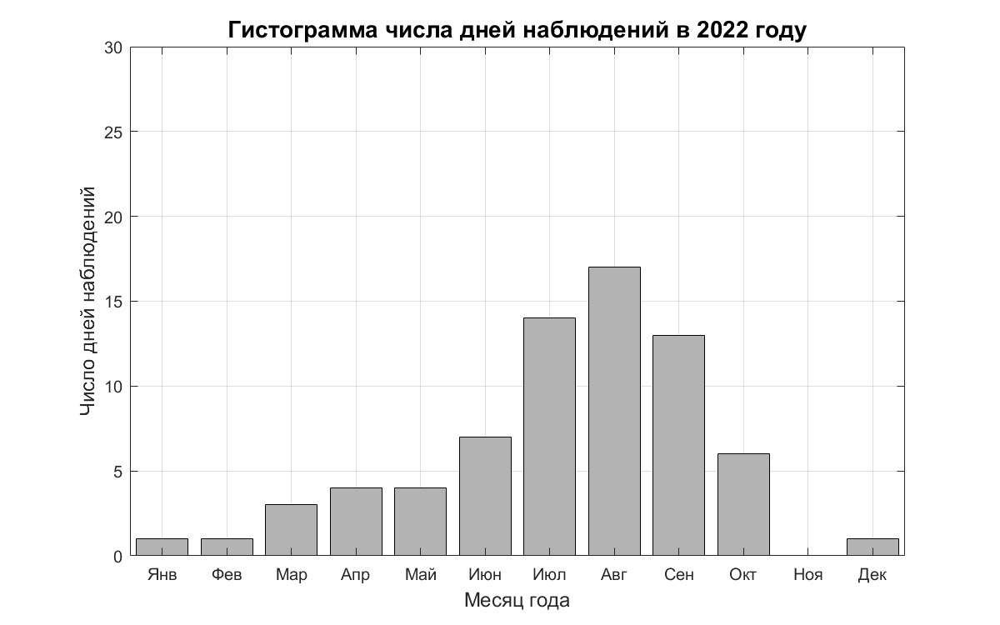 Гистограмма числа дней наблюдений в 2022 году
30
25
20
15
10
5
0
Число дней наблюдений
Янв Фев Мар Апр Май Июн Июл Авг Сен Окт Ноя Дек
Месяц года